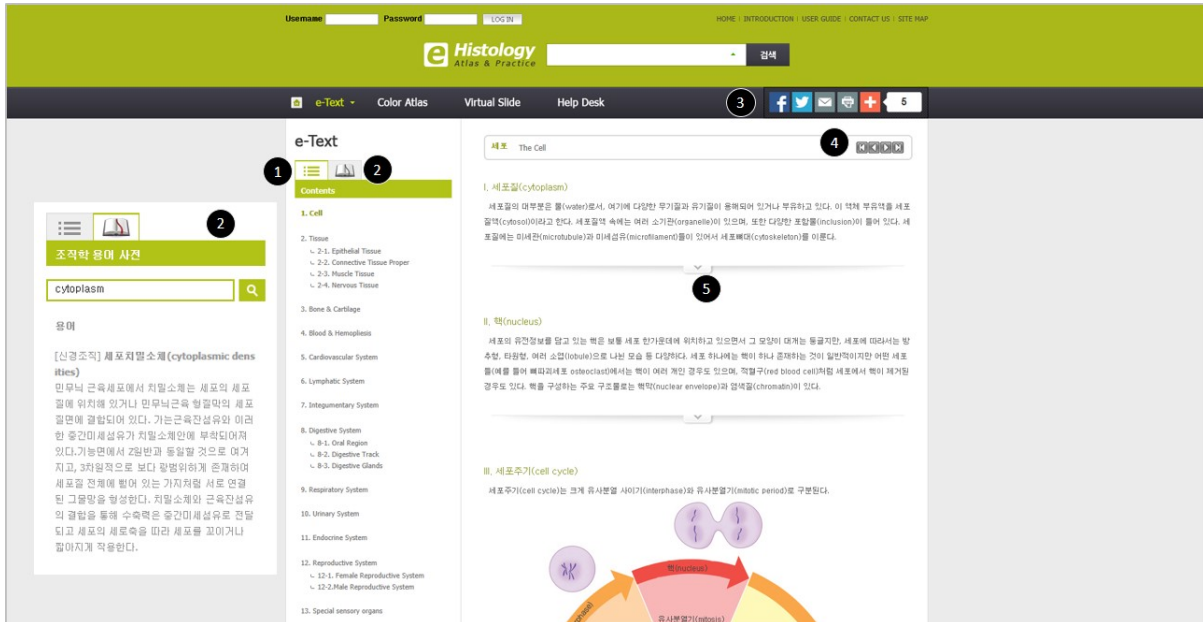 Username Password LOG IN
HOME | INTRODUCTION | USER GUIDE | CONTACT US | SITE MAP
e Histology
Atlas & Practice
검색
e-Text
Color Atlas
Virtual Slide
Help Desk
3
5
e-Text
1
2
Contents
1. Cell
2. Tissue
2-1. Epithelial Tissue
2-2. Connective Tissue Proper
2-3. Muscle Tissue
2-4. Nervous Tissue
3. Bone & Cartilage
4. Blood & Hemopliesis
5. Cardiovascular System
6. Lymphatic System
7. Integumentary System
8. Digestive System
8-1. Oral Region
8-2. Digestive Track
8-3. Digestive Glands
9. Respiratory System
10. Urinary System
11. Endocrine System
12. Reproductive System
12-1. Female Reproductive System
12-2.Male Reproductive System
13. Special sensory organs
2
조직학 용어 사전
cytoplasm
용어
[신경조직] 세포치밀소체(cytoplasmic dens
ities)
민무늬 근육세포에서 치밀소체는 세포의 세포
질에 위치해 있거나 민무늬근육 형질막의 세포
질면에 결합되어 있다. 가는근육잔섬유와 이러
한 중간미세섬유가 치밀소체안에 부착되어져
있다.기능면에서 Z일반과 동일할 것으로 여겨
지고, 3차원적으로 보다 광범위하게 존재하여
세포질 전체에 뻗어 있는 가지처럼 서로 연결
된 그물망을 형성한다. 치밀소체와 근육잔섬유
의 결합을 통해 수축력은 중간미세섬유로 전달
되고 세포의 세로축을 따라 세포를 꼬이거나
짧아지게 작용한다.
세포 The Cell
4
I. 세포질(cytoplasm)
세포질의 대부분은 물(water)로서, 여기에 다양한 무기질과 유기질이 용해되어 있거나 부유하고 있다. 이 액체 부유액을 세포
질액(cytosol)이라고 한다. 세포질액 속에는 여러 소기관(organelle)이 있으며, 또한 다양한 포함물(inclusion)이 들어 있다. 세
포질에는 미세관(microtubule)과 미세섬유(microfilament)들이 있어서 세포뼈대(cytoskeleton)를 이룬다.
5
II. 핵(nucleus)
세포의 유전정보를 담고 있는 핵은 보통 세포 한가운데에 위치하고 있으면서 그 모양이 대개는 둥글지만, 세포에 따라서는 방
추형, 타원형, 여러 소엽(lobule)으로 나뉜 모습 등 다양하다. 세포 하나에는 핵이 하나 존재하는 것이 일반적이지만 어떤 세포
들(예를 들어 뼈파괴세포 osteoclast)에서는 핵이 여러 개인 경우도 있으며, 적혈구(red blood cell)처럼 세포에서 핵이 제거된
경우도 있다. 핵을 구성하는 주요 구조물로는 핵막(nuclear envelope)과 염색질(chromatin)이 있다.
III. 세포주기(cell cycle)
세포주기(cell cycle)는 크게 유사분열 사이기(interphase)와 유사분열기(mitotic period)로 구분된다.
핵(nucleus)
유사분열기(mitosis)